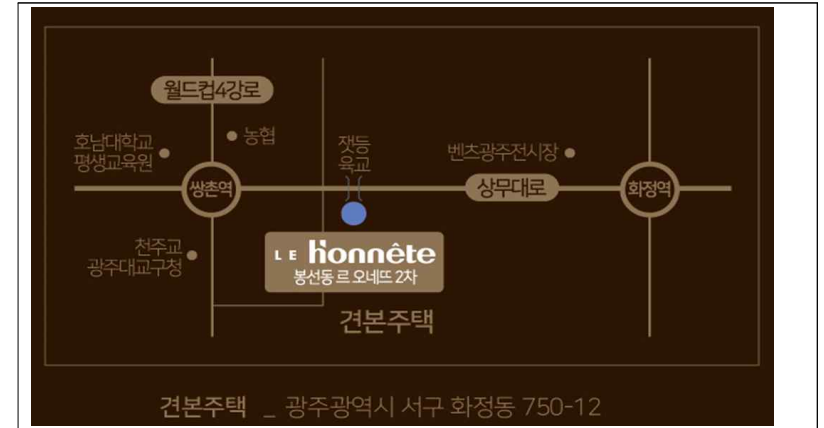 월드컵4강로
농협
호남대학교
평생교육원
잿등
육교
벤츠광주전시장
쌍촌역
상무대로
화정역
천주교
광주대교구청
LE honnête
봉선동 르 오네뜨 2차
견본주택
견본주택 _ 광주광역시 서구 화정동 750-12